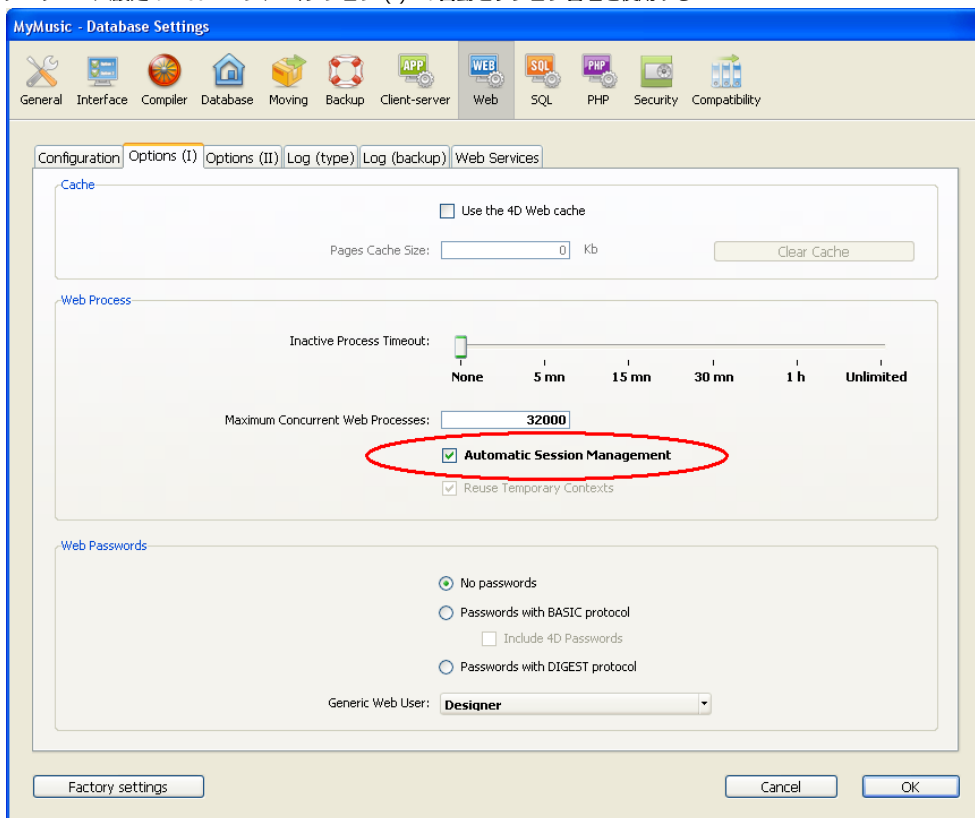 MyMusic - Database Settings
General Interface Compiler Database Moving Backup Client-server Web SQL PHP Security Compatibility
APP WEB SQL PHP
Configuration Options (I) Options (II) Log (type) Log (backup) Web Services
Cache
Use the 4D Web cache
Pages Cache Size: 0 Kb Clear Cache
Web Process
Inactive Process Timeout:
None 5 mn 15 mn 30 mn 1 h Unlimited
Maximum Concurrent Web Processes: 32000
Automatic Session Management
Reuse Temporary Contexts
Web Passwords
No passwords
Passwords with BASIC protocol
Include 4D Passwords
Passwords with DIGEST protocol
Generic Web User: Designer
Factory settings Cancel OK